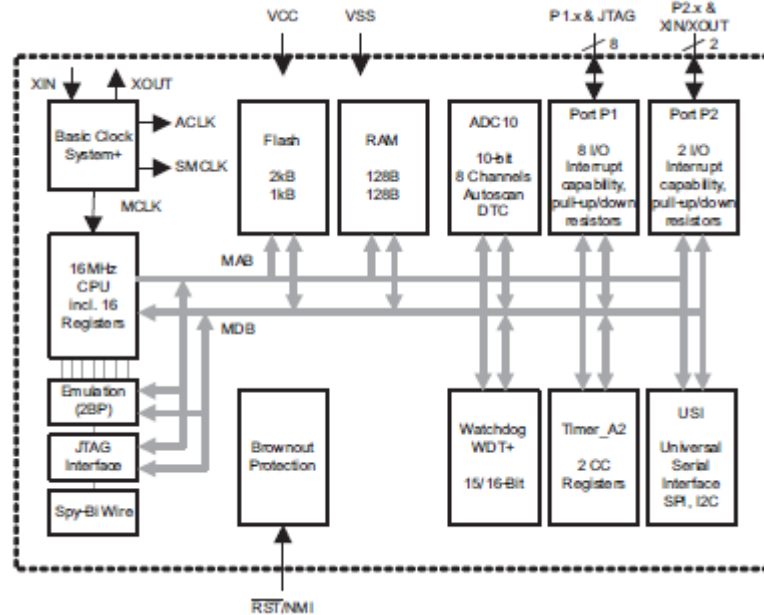 VCC
VSS
P1.x & JTAG
8
P2.x &
XIN/XOUT
2
XIN
XOUT
Basic Clock
System+
ACLK
SMCLK
MCLK
Flash
2kB
1kB
RAM
128B
128B
ADC10
10-bit
8 Channels
Autoscan
DTC
Port P1
8 I/O
Interrupt
capability,
pull-up/down
resistors
Port P2
2 I/O
Interrupt
capability,
pull-up/down
resistors
16MHz
CPU
incl. 16
Registers
MAB
MDB
Emulation
(2BP)
JTAG
Interface
Spy-Bi Wire
Brownout
Protection
Watchdog
WDT+
15/16-Bit
Timer_A2
2 CC
Registers
USI
Universal
Serial
Interface
SPI, I2C
RST/NMI